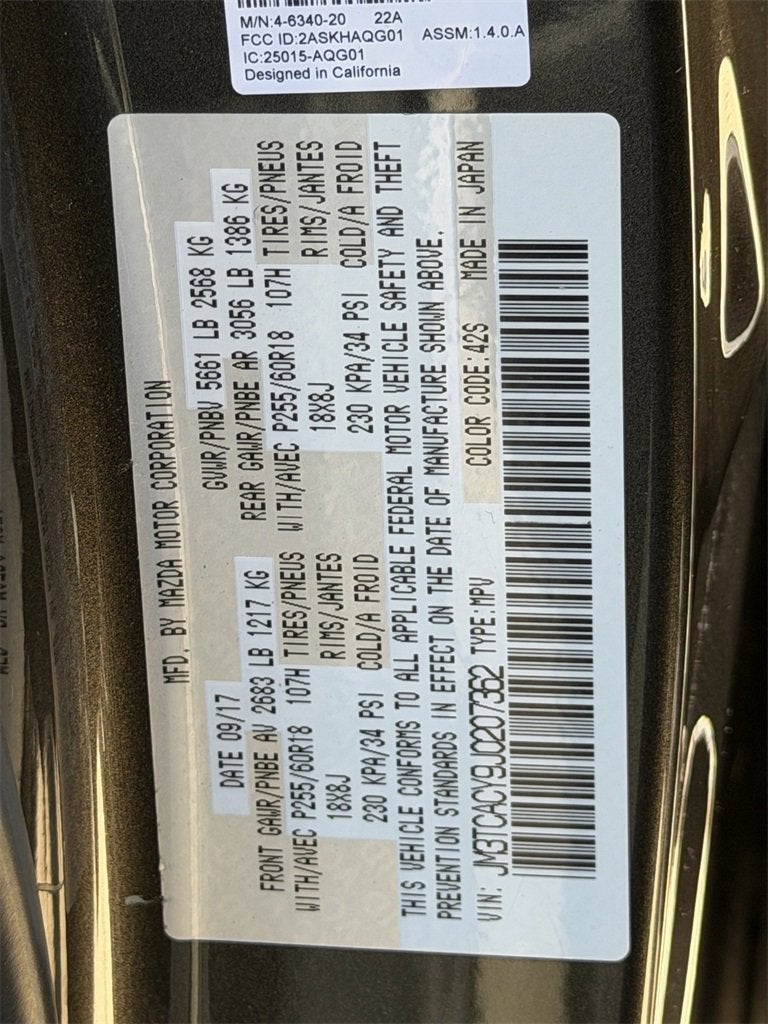 M/N:4-6340-20 22A
FCC ID:2ASKHAQG01 ASSM:1.4.0.A
IC:25015-AQG01
Designed in California
MFD. BY MAZDA MOTOR CORPORATION
DATE 09/17 GVWR/PNBV 5661 LB 2568 KG
FRONT GAWR/PNBE AV 2683 LB 1217 KG REAR GAWR/PNBE AR 3056 LB 1386 KG
WITH/AVEC P255/60R18 107H TIRES/PNEUS WITH/AVEC P255/60R18 107H TIRES/PNEUS
18X8J RIMS/JANTES 18X8J RIMS/JANTES
230 KPA/34 PSI COLD/A FROID 230 KPA/34 PSI COLD/A FROID
THIS VEHICLE CONFORMS TO ALL APPLICABLE FEDERAL MOTOR VEHICLE SAFETY AND THEFT
PREVENTION STANDARDS IN EFFECT ON THE DATE OF MANUFACTURE SHOWN ABOVE.
VIN: JM3TCACY9J0207362 TYPE:MPV COLOR CODE:42S MADE IN JAPAN